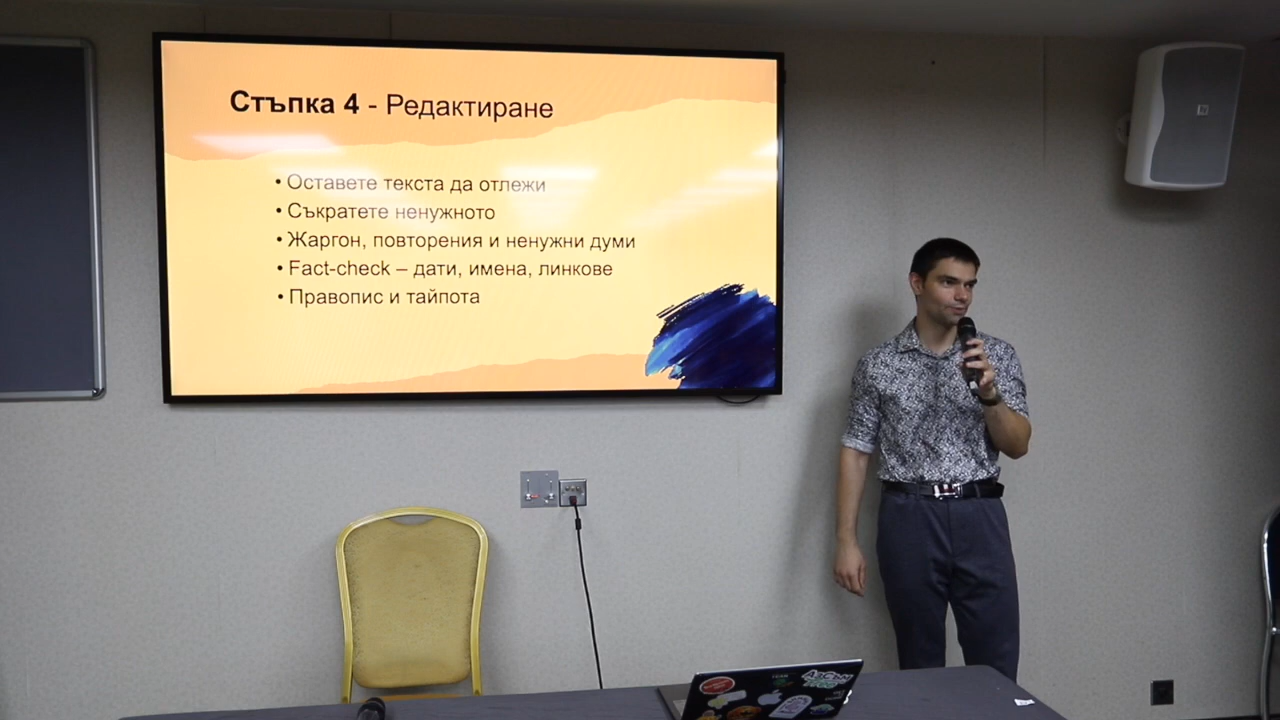 Стъпка 4 - Редактиране
• Оставете текста да отлежи
• Съкратете ненужното
• Жаргон, повторения и ненужни думи
• Fact-check – дати, имена, линкове
• Правопис и тайпота